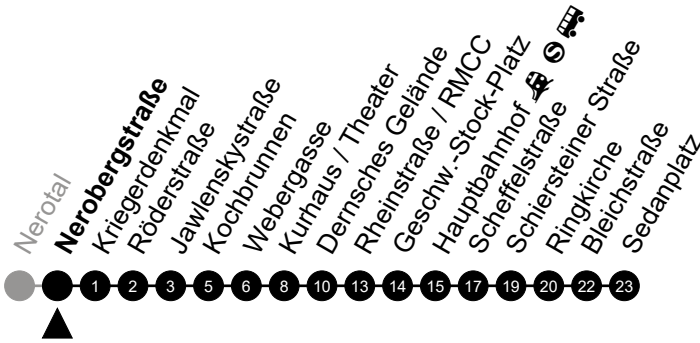 Nerotal
Nerobergstraße
Kriegerdenkmal
Röderstraße
Jawlenskystraße
Kochbrunnen
Webergasse
Kurhaus / Theater
Dernsches Gelände
Rheinstraße / RMCC
Geschw.-Stock-Platz
Hauptbahnhof S
Scheffelstraße
Schiersteiner Straße
Ringkirche
Bleichstraße
Sedanplatz
1 2 3 5 6 8 10 13 14 15 17 19 20 22 23